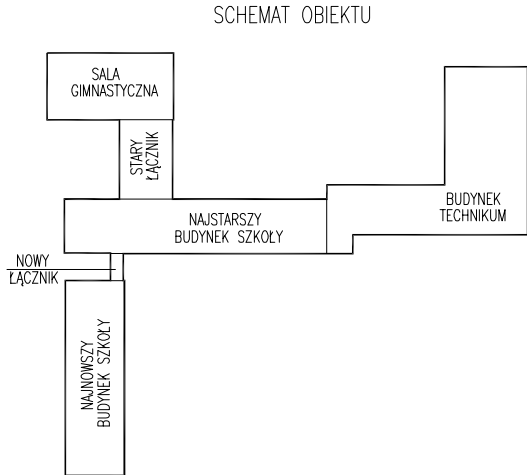 SCHEMAT OBIEKTU
SALA
GIMNASTYCZNA
STARY
ŁĄCZNIK
NAJSTARSZY
BUDYNEK SZKOŁY
BUDYNEK
TECHNIKUM
NOWY
ŁĄCZNIK
NAJNOWSZY
BUDYNEK SZKOŁY